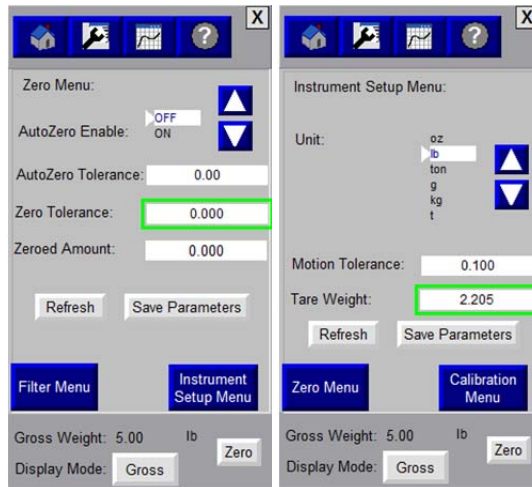 X
?
Zero Menu:
AutoZero Enable:
OFF
ON
AutoZero Tolerance: 0.00
Zero Tolerance: 0.000
Zeroed Amount: 0.000
Refresh Save Parameters
Filter Menu
Instrument
Setup Menu
Gross Weight: 5.00 lb
Zero
Display Mode: Gross
X
?
Instrument Setup Menu:
Unit:
oz
lb
ton
g
kg
t
Motion Tolerance: 0.100
Tare Weight: 2.205
Refresh Save Parameters
Zero Menu
Calibration
Menu
Gross Weight: 5.00 lb
Zero
Display Mode: Gross